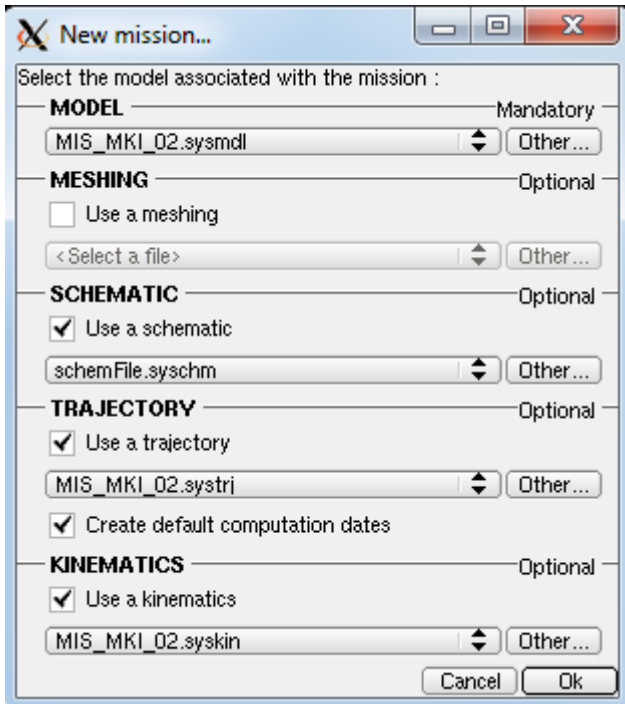 New mission...
Select the model associated with the mission :
MODEL Mandatory
MIS_MKI_02.sysmdl Other...
MESHING Optional
Use a meshing
<Select a file> Other...
SCHEMATIC Optional
Use a schematic
schemFile.syschm Other...
TRAJECTORY Optional
Use a trajectory
MIS_MKI_02.systrj Other...
Create default computation dates
KINEMATICS Optional
Use a kinematics
MIS_MKI_02.syskin Other...
Cancel Ok